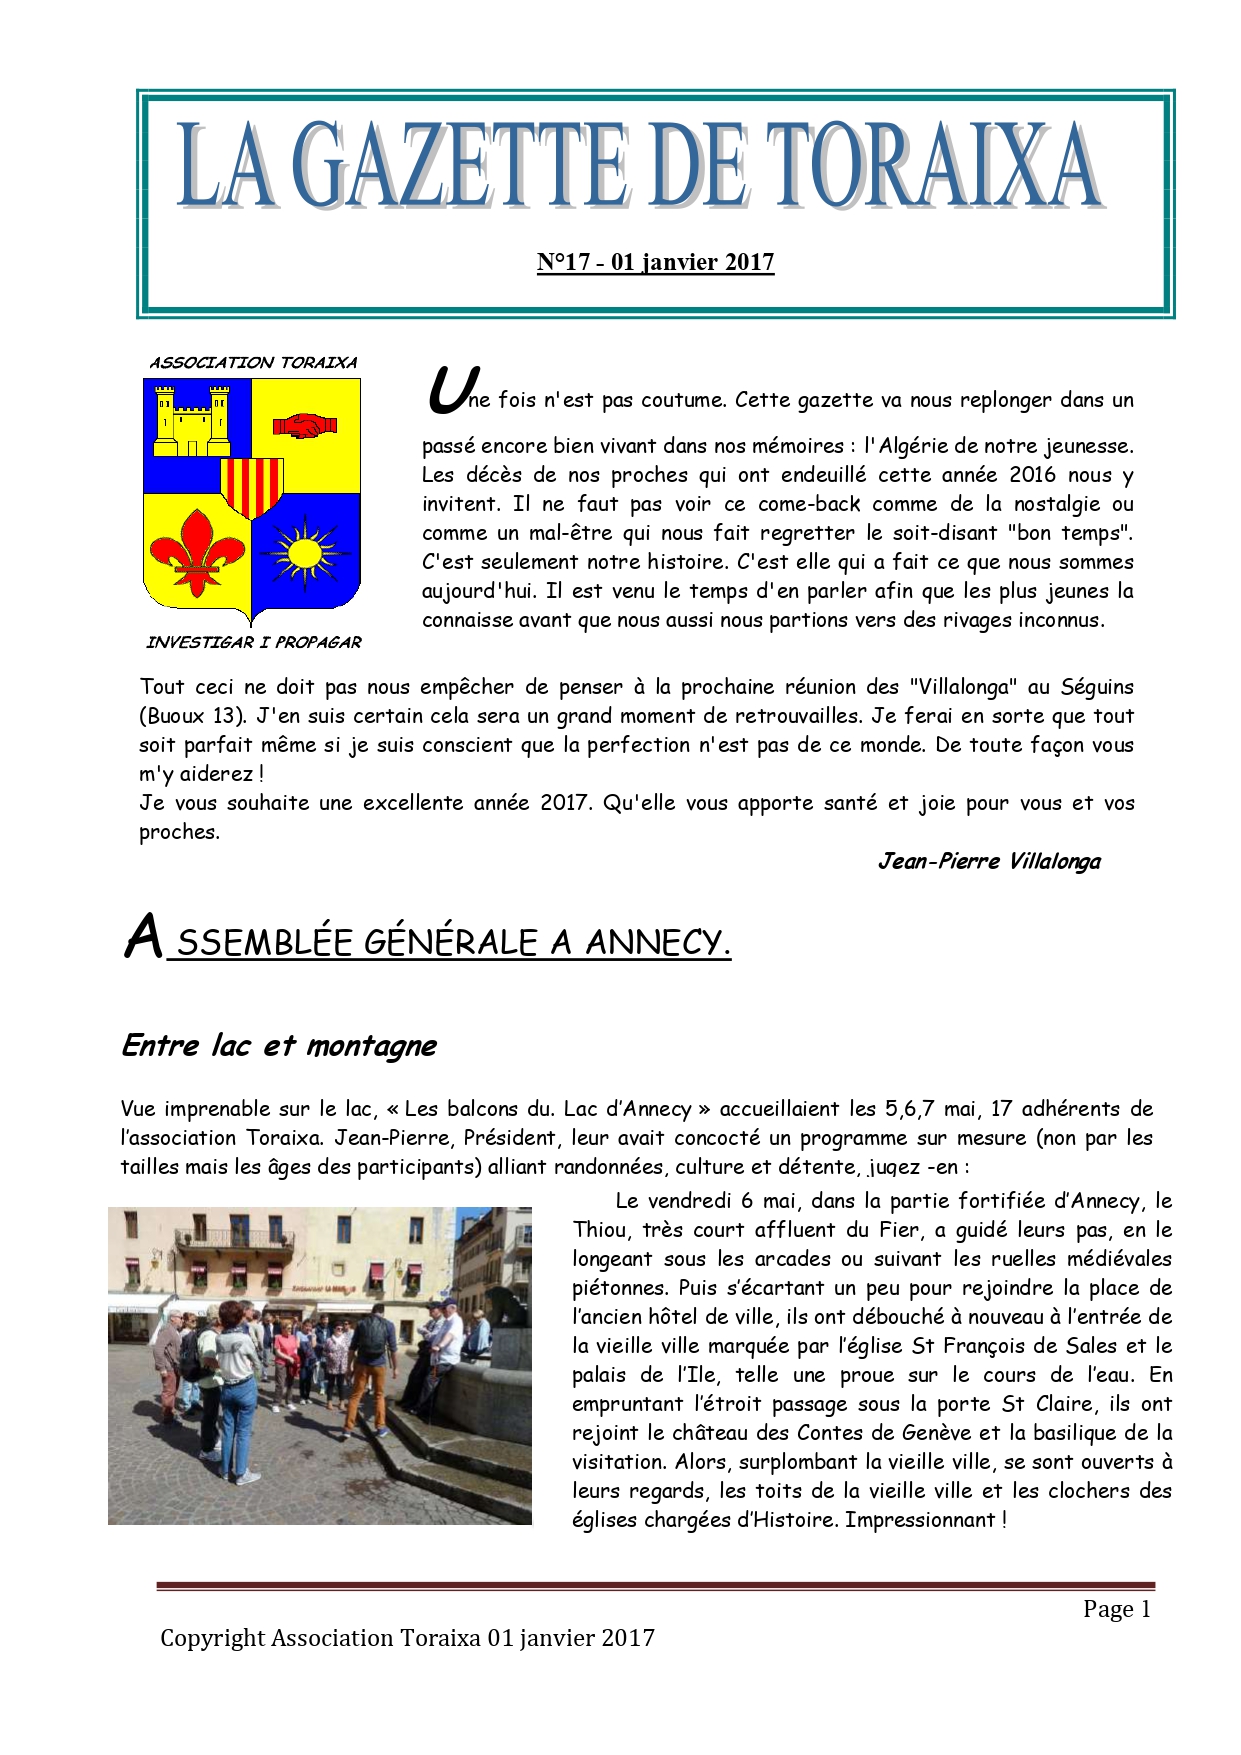 LA GAZETTE DE TORAIXA
N°17 - 01 janvier 2017
ASSOCIATION TORAIXA
INVESTIGAR I PROPAGAR
Une fois n'est pas coutume. Cette gazette va nous replonger dans un
passé encore bien vivant dans nos mémoires : l'Algérie de notre jeunesse.
Les décès de nos proches qui ont endeuillé cette année 2016 nous y
invitent. Il ne faut pas voir ce come-back comme de la nostalgie ou
comme un mal-être qui nous fait regretter le soit-disant "bon temps".
C'est seulement notre histoire. C'est elle qui a fait ce que nous sommes
aujourd'hui. Il est venu le temps d'en parler afin que les plus jeunes la
connaisse avant que nous aussi nous partions vers des rivages inconnus.
Tout ceci ne doit pas nous empêcher de penser à la prochaine réunion des "Villalonga" au Séguins
(Buoux 13). J'en suis certain cela sera un grand moment de retrouvailles. Je ferai en sorte que tout
soit parfait même si je suis conscient que la perfection n'est pas de ce monde. De toute façon vous
m'y aiderez !
Je vous souhaite une excellente année 2017. Qu'elle vous apporte santé et joie pour vous et vos
proches.
Jean-Pierre Villalonga
A SSEMBLÉE GÉNÉRALE A ANNECY.
Entre lac et montagne
Vue imprenable sur le lac, « Les balcons du. Lac d’Annecy » accueillaient les 5,6,7 mai, 17 adhérents de
l’association Toraixa. Jean-Pierre, Président, leur avait concocté un programme sur mesure (non par les
tailles mais les âges des participants) alliant randonnées, culture et détente, jugez -en :
Le vendredi 6 mai, dans la partie fortifiée d’Annecy, le
Thiou, très court affluent du Fier, a guidé leurs pas, en le
longeant sous les arcades ou suivant les ruelles médiévales
piétonnes. Puis s’écartant un peu pour rejoindre la place de
l’ancien hôtel de ville, ils ont débouché à nouveau à l’entrée de
la vieille ville marquée par l’église St François de Sales et le
palais de l’Ile, telle une proue sur le cours de l’eau. En
empruntant l’étroit passage sous la porte St Claire, ils ont
rejoint le château des Contes de Genève et la basilique de la
visitation. Alors, surplombant la vieille ville, se sont ouverts à
leurs regards, les toits de la vieille ville et les clochers des
églises chargées d’Histoire. Impressionnant !
Page 1
Copyright Association Toraixa 01 janvier 2017